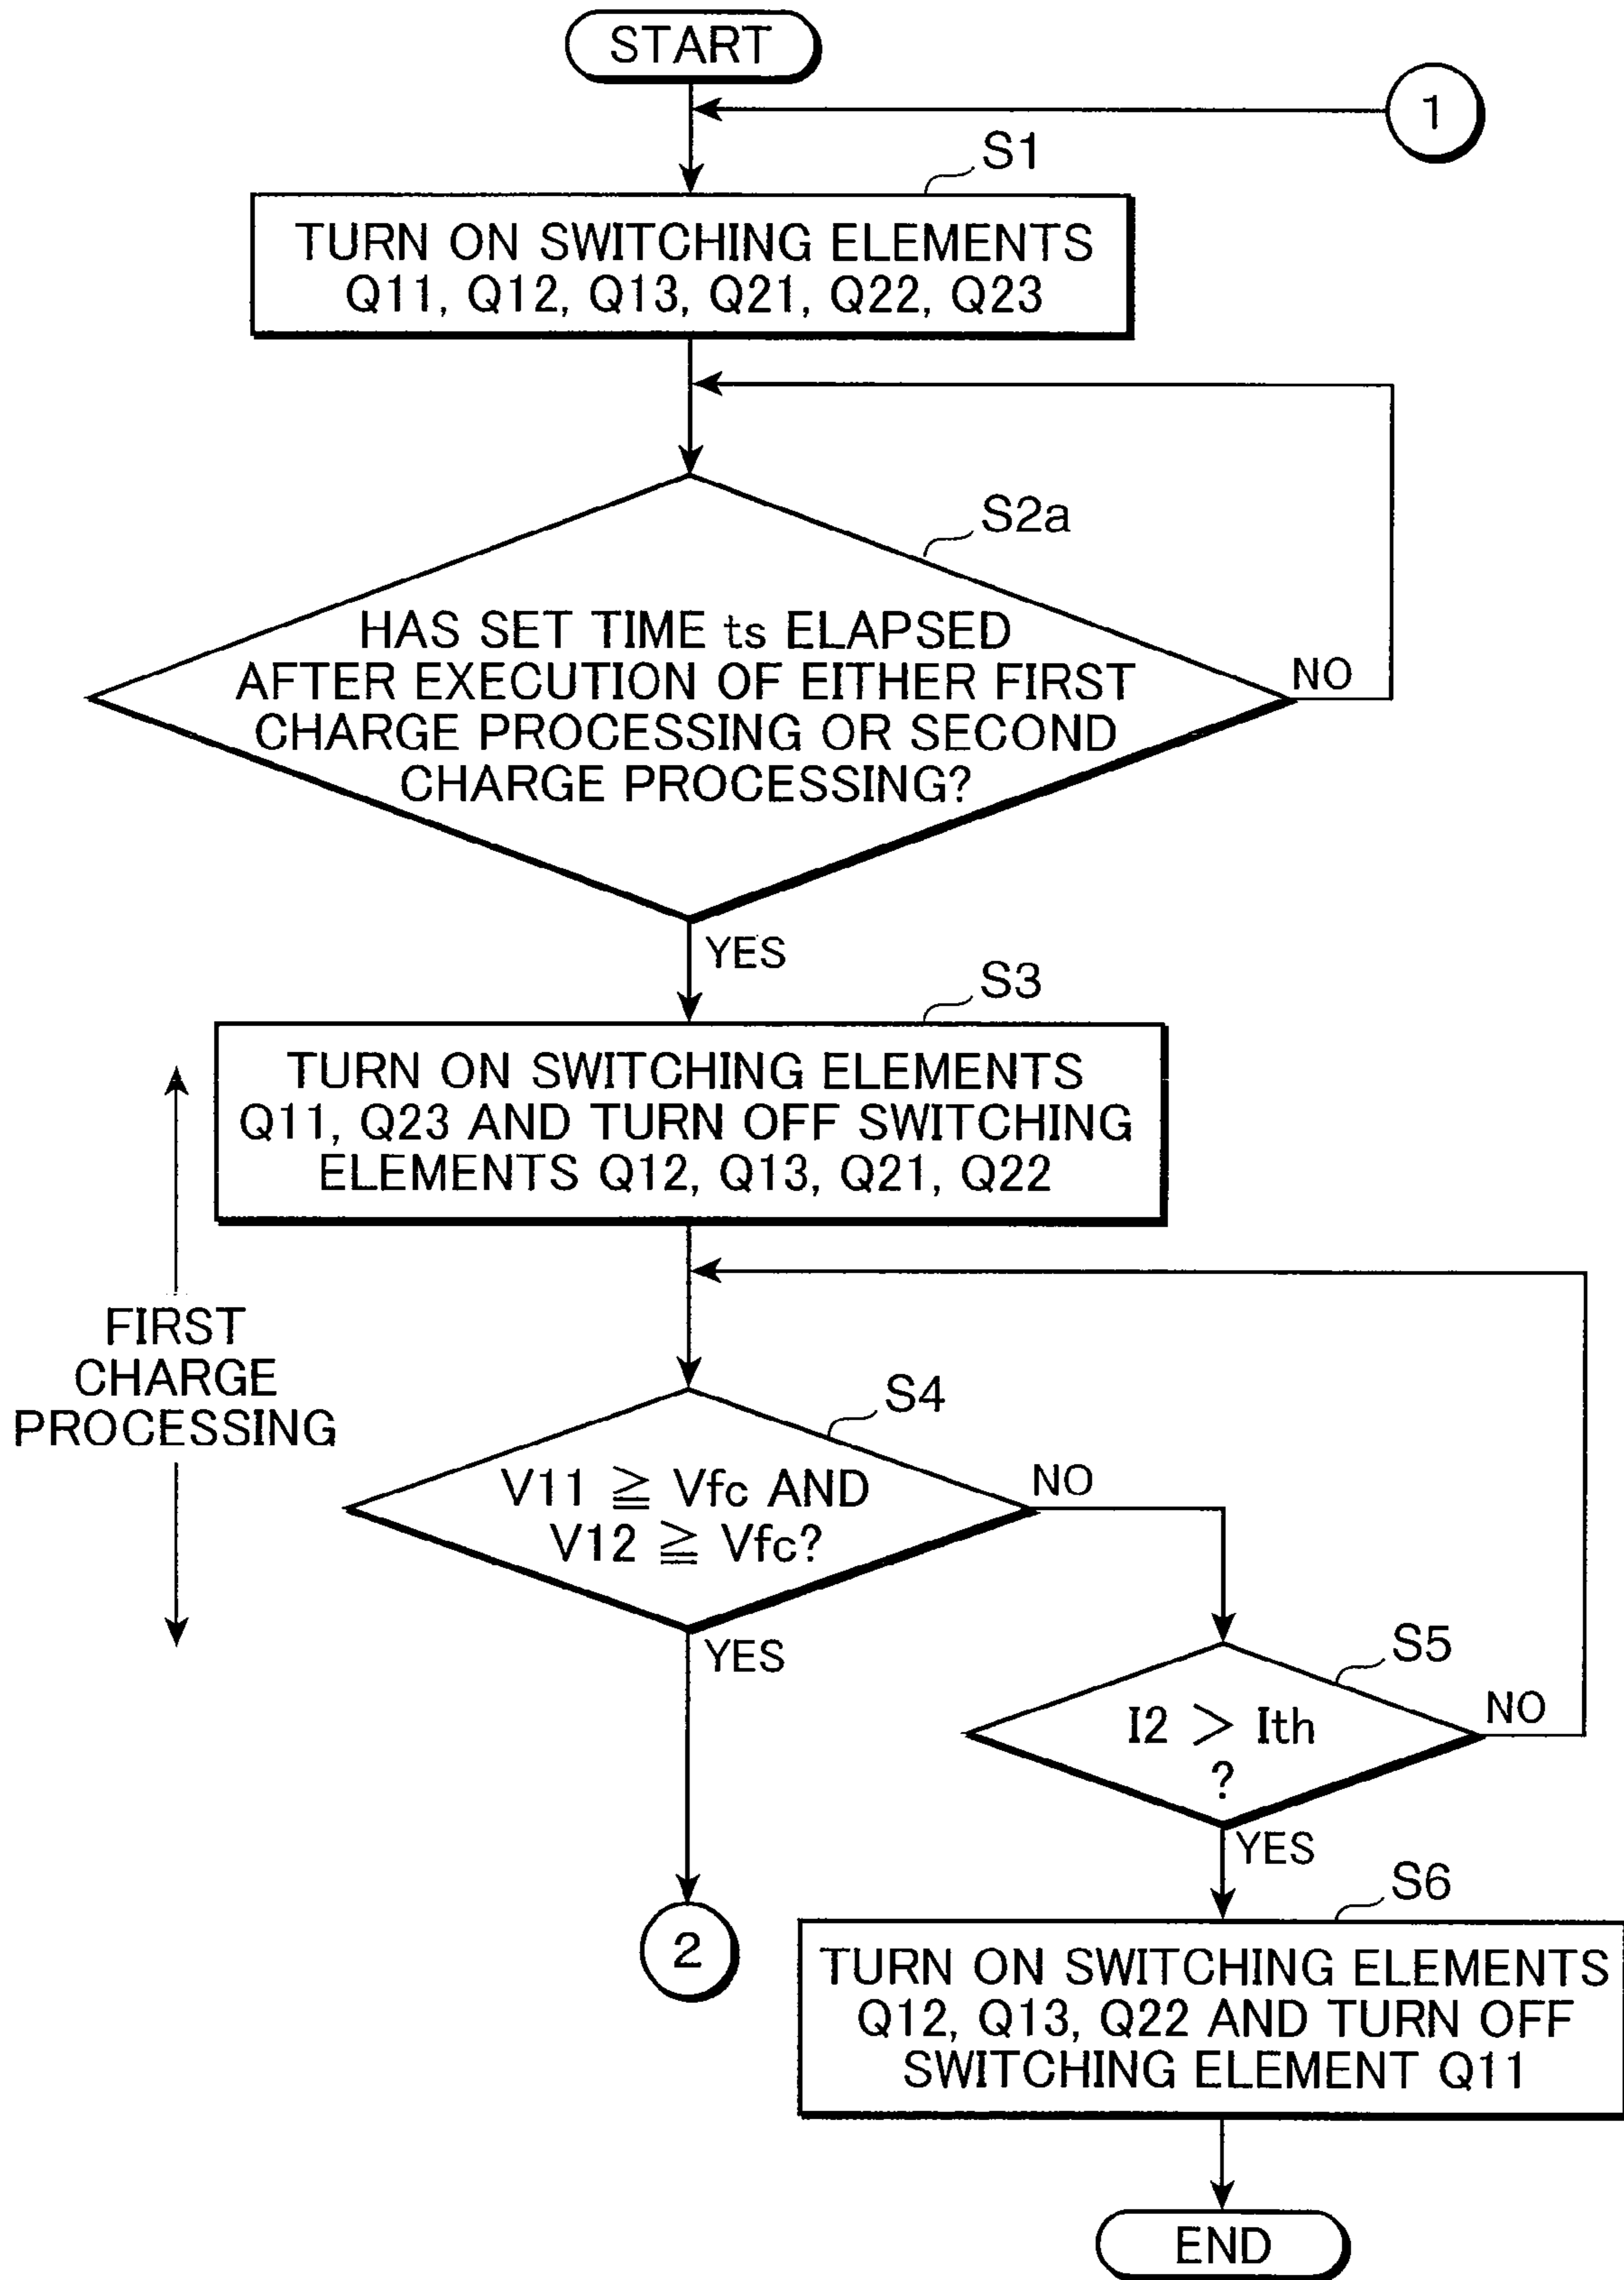 START
1
S1
TURN ON SWITCHING ELEMENTS
Q11, Q12, Q13, Q21, Q22, Q23
S2a
HAS SET TIME ts ELAPSED
AFTER EXECUTION OF EITHER FIRST
CHARGE PROCESSING OR SECOND
CHARGE PROCESSING?
NO
YES
S3
TURN ON SWITCHING ELEMENTS
Q11, Q23 AND TURN OFF SWITCHING
ELEMENTS Q12, Q13, Q21, Q22
FIRST
CHARGE
PROCESSING
S4
V11 ≧ Vfc AND
V12 ≧ Vfc?
NO
YES
S5
I2 > Ith
?
NO
YES
2
S6
TURN ON SWITCHING ELEMENTS
Q12, Q13, Q22 AND TURN OFF
SWITCHING ELEMENT Q11
END